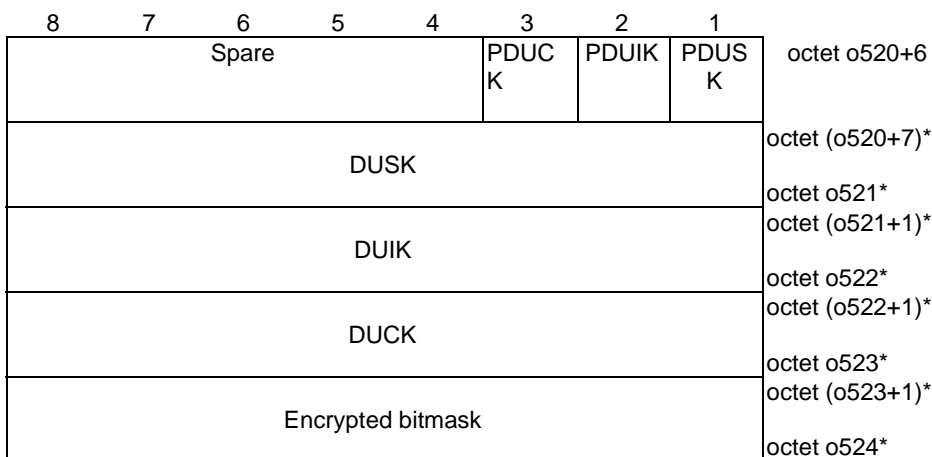 8 7 6 5 4 3 2 1
Spare PDUC PDUIK PDUS octet o520+6
K K
octet (o520+7)*
DUSK
octet o521*
octet (o521+1)*
DUIK
octet o522*
octet (o522+1)*
DUCK
octet o523*
octet (o523+1)*
Encrypted bitmask
octet o524*